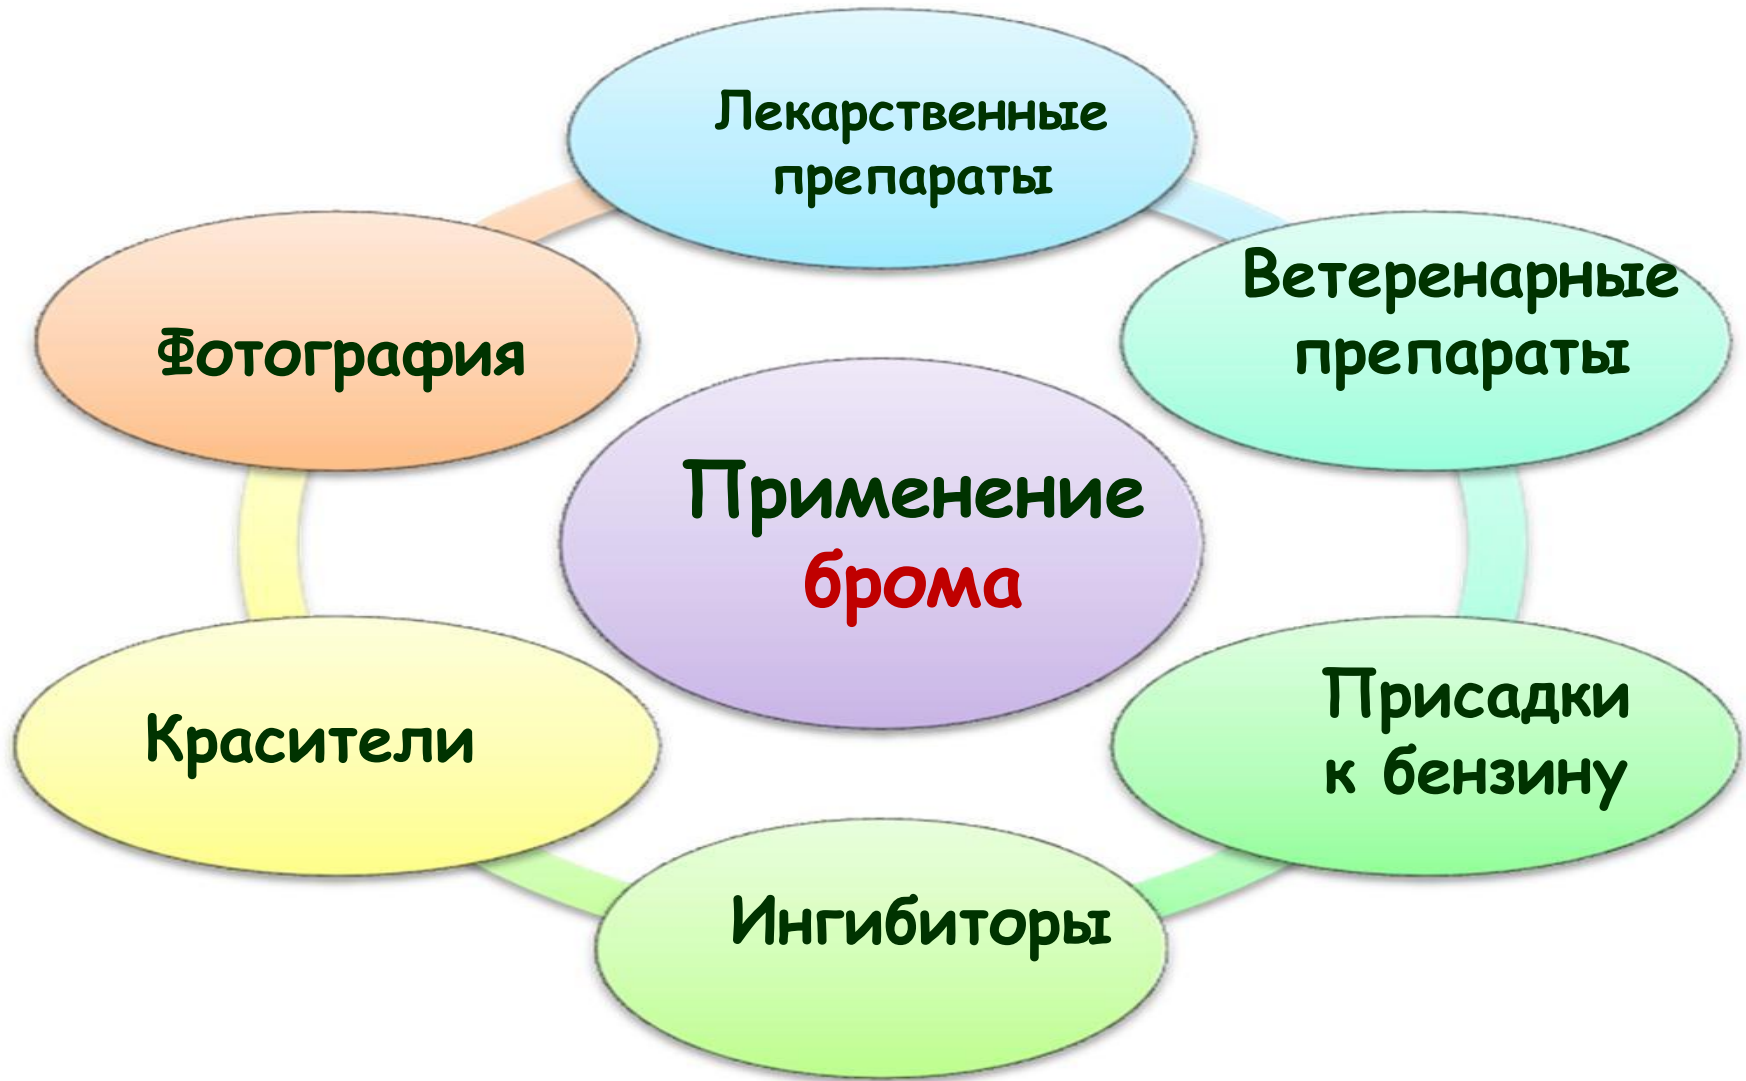 Лекарственные
препараты
Ветеренарные
препараты
Фотография
Применение
брома
Присадки
к бензину
Красители
Ингибиторы